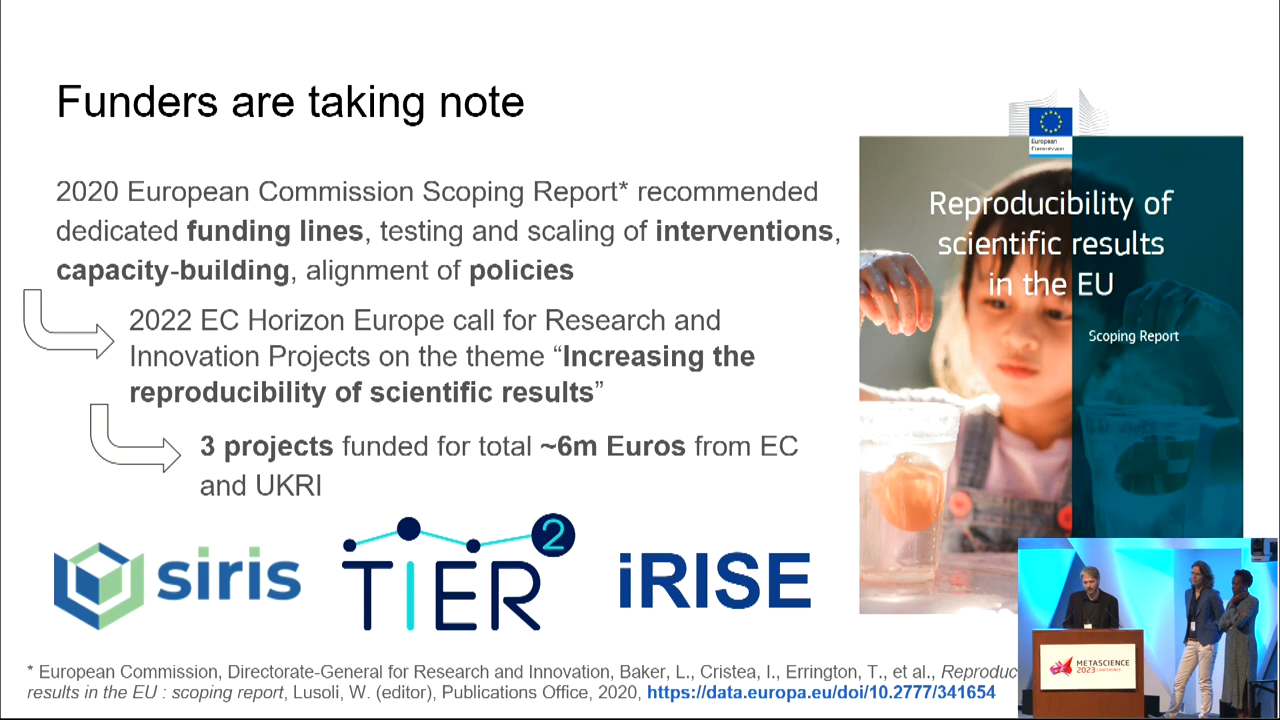 Funders are taking note
2020 European Commission Scoping Report* recommended
dedicated funding lines, testing and scaling of interventions,
capacity-building, alignment of policies
2022 EC Horizon Europe call for Research and
Innovation Projects on the theme “Increasing the
reproducibility of scientific results”
3 projects funded for total ~6m Euros from EC
and UKRI
siris
TIER2
iRISE
European
Commission
Reproducibility of
scientific results
in the EU
Scoping Report
* European Commission, Directorate-General for Research and Innovation, Baker, L., Cristea, I., Errington, T., et al., Reproduc
results in the EU : scoping report, Lusoli, W. (editor), Publications Office, 2020, https://data.europa.eu/doi/10.2777/341654
METASCIENCE
2023 CONFERENCE